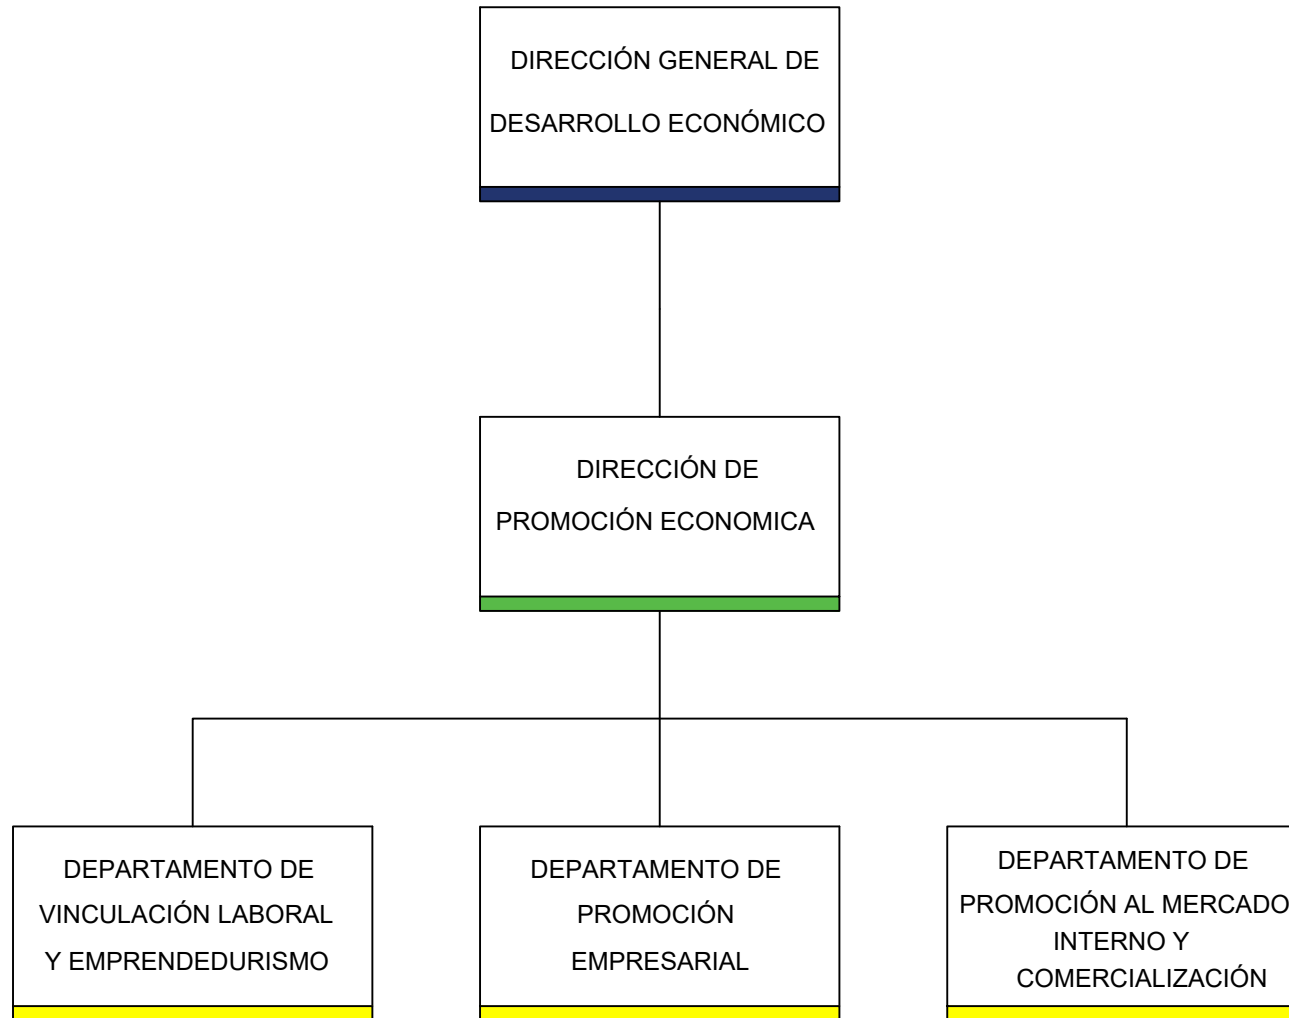 DIRECCIÓN GENERAL DE
DESARROLLO ECONÓMICO
DIRECCIÓN DE
PROMOCIÓN ECONOMICA
DEPARTAMENTO DE
VINCULACIÓN LABORAL
Y EMPRENDEDURISMO
DEPARTAMENTO DE
PROMOCIÓN
EMPRESARIAL
DEPARTAMENTO DE
PROMOCIÓN AL MERCADO
INTERNO Y
COMERCIALIZACIÓN